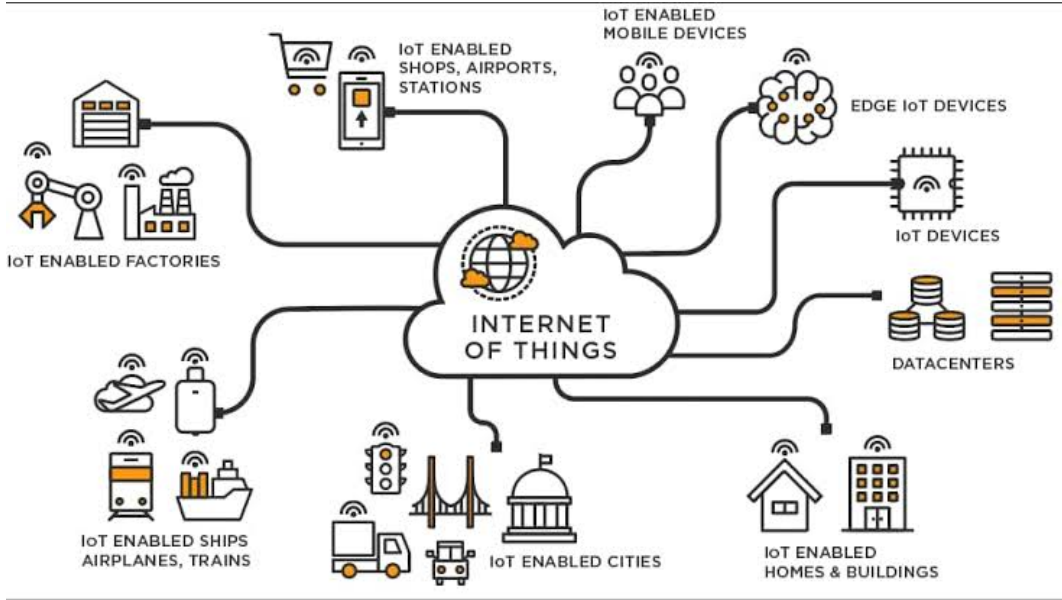 IoT ENABLED
MOBILE DEVICES
IoT ENABLED
SHOPS, AIRPORTS,
STATIONS
EDGE IoT DEVICES
IoT DEVICES
IoT ENABLED FACTORIES
INTERNET
OF THINGS
DATACENTERS
IoT ENABLED SHIPS
AIRPLANES, TRAINS
IoT ENABLED CITIES
IoT ENABLED
HOMES & BUILDINGS